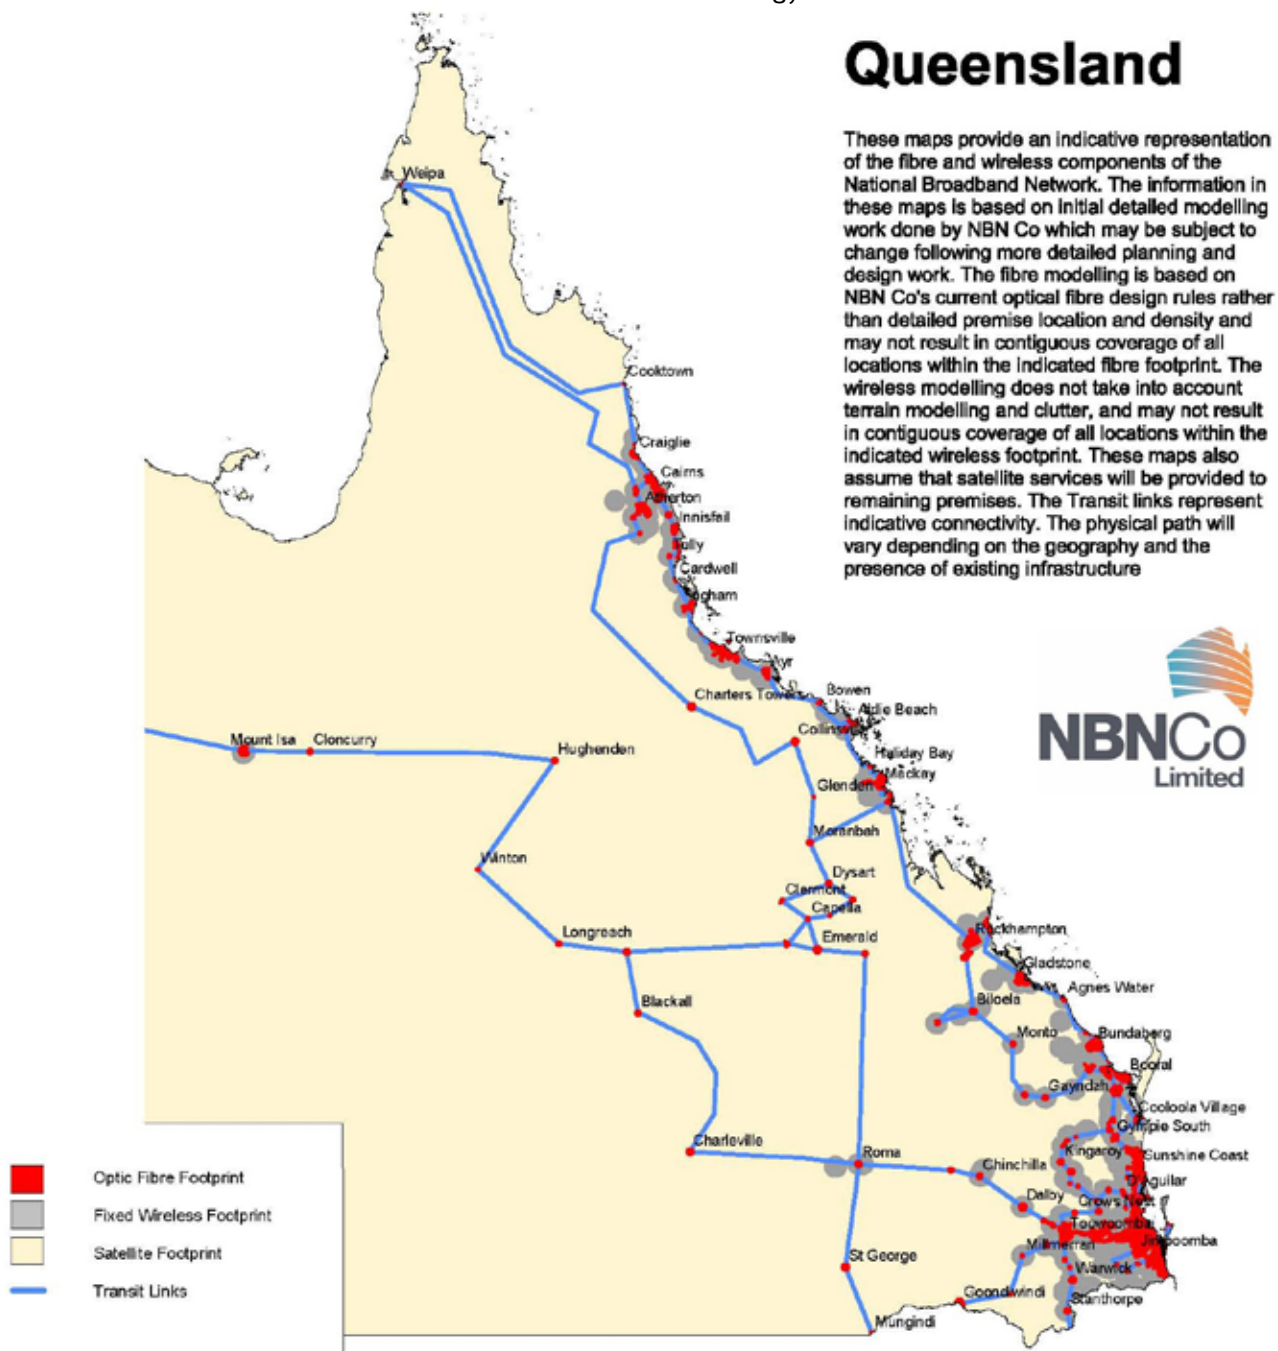 Queensland
These maps provide an indicative representation
of the fibre and wireless components of the
National Broadband Network. The information in
these maps is based on initial detailed modelling
work done by NBN Co which may be subject to
change following more detailed planning and
design work. The fibre modelling is based on
NBN Co's current optical fibre design rules rather
than detailed premise location and density and
may not result in contiguous coverage of all
locations within the indicated fibre footprint. The
wireless modelling does not take into account
terrain modelling and clutter, and may not result
in contiguous coverage of all locations within the
indicated wireless footprint. These maps also
assume that satellite services will be provided to
remaining premises. The Transit links represent
indicative connectivity. The physical path will
vary depending on the geography and the
presence of existing infrastructure
NBNCo
Limited
Weipa
Cooktown
Craiglie
Cairns
Atherton
Innisfail
Tully
Cardwell
Ingham
Townsville
Ayr
Charters Towers
Bowen
Airlie Beach
Collinsville
Mount Isa
Cloncurry
Hughenden
Haliday Bay
Mackay
Glenden
Moranbah
Winton
Dysart
Clermont
Capella
Longreach
Emerald
Rockhampton
Gladstone
Agnes Water
Blackall
Biloela
Monto
Bundaberg
Booral
Gayndah
Cooloola Village
Gympie South
Charleville
Roma
Chinchilla
Kingaroy
Sunshine Coast
D'Aguilar
Dalby
Crows Nest
Toowoomba
Millmerran
Jimboomba
St George
Warwick
Goondiwindi
Stanthorpe
Mungindi
Optic Fibre Footprint
Fixed Wireless Footprint
Satellite Footprint
Transit Links